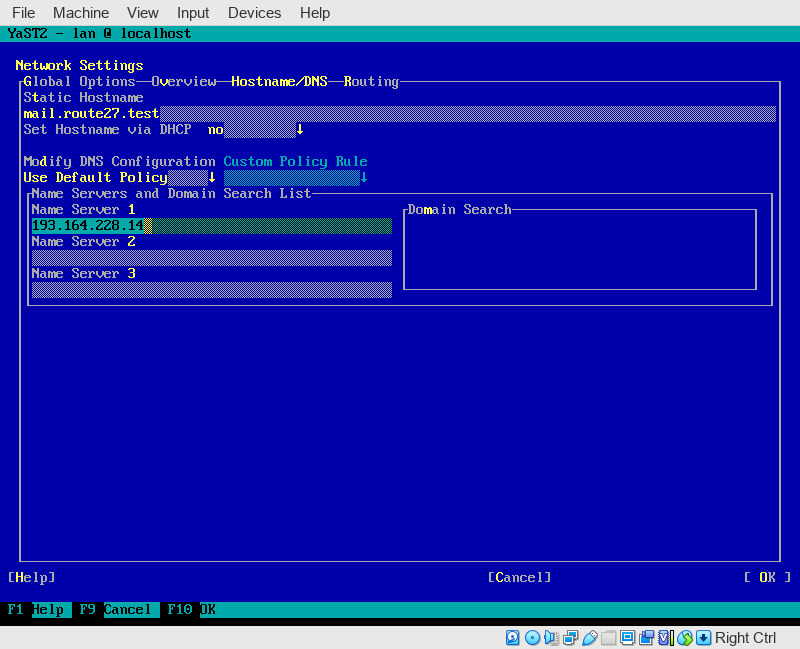 File Machine View Input Devices Help
YaST2 - lan @ localhost
Network Settings
Global Options—Overview—Hostname/DNS—Routing
Static Hostname
mail.route27.test
Set Hostname via DHCP no↓
Modify DNS Configuration Custom Policy Rule
Use Default Policy↓ ↓
Name Servers and Domain Search List
Name Server 1 Domain Search
193.164.228.14
Name Server 2
Name Server 3
[Help] [Cancel] [ OK ]
F1 Help F9 Cancel F10 OK
Right Ctrl